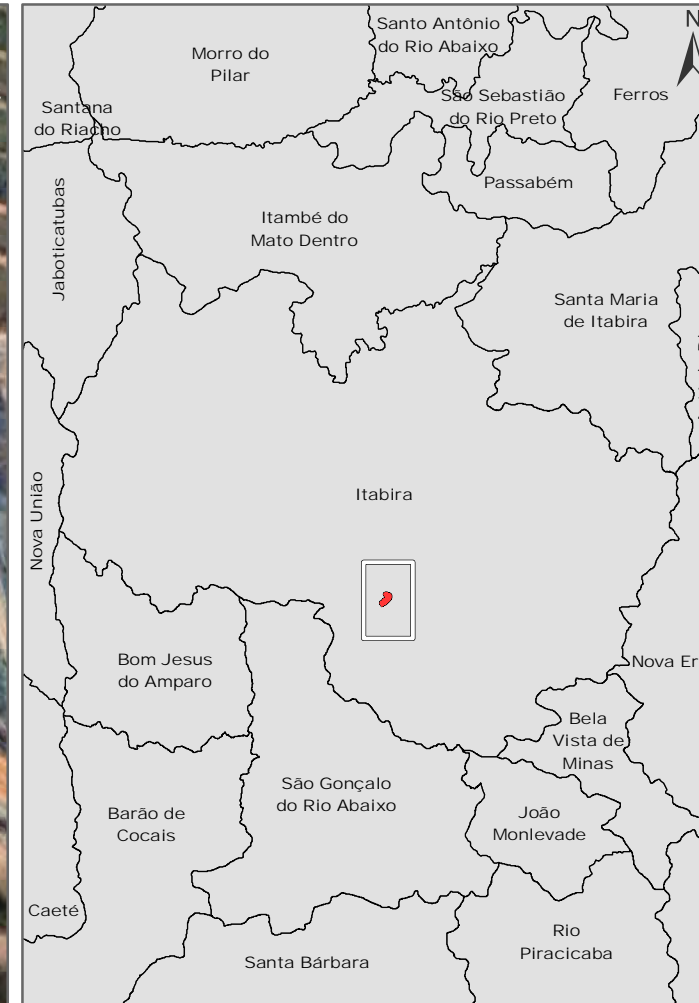 Santo Antônio
do Rio Abaixo
N
Morro do
Pilar
São Sebastião
do Rio Preto
Ferros
Santana
do Riacho
Passabém
Jaboticatubas
Itambé do
Mato Dentro
Santa Maria
de Itabira
Itabira
Nova União
Bom Jesus
do Amparo
Nova Er
Bela
Vista de
Minas
São Gonçalo
do Rio Abaixo
Barão de
Cocais
João
Monlevade
Caeté
Rio
Piracicaba
Santa Bárbara